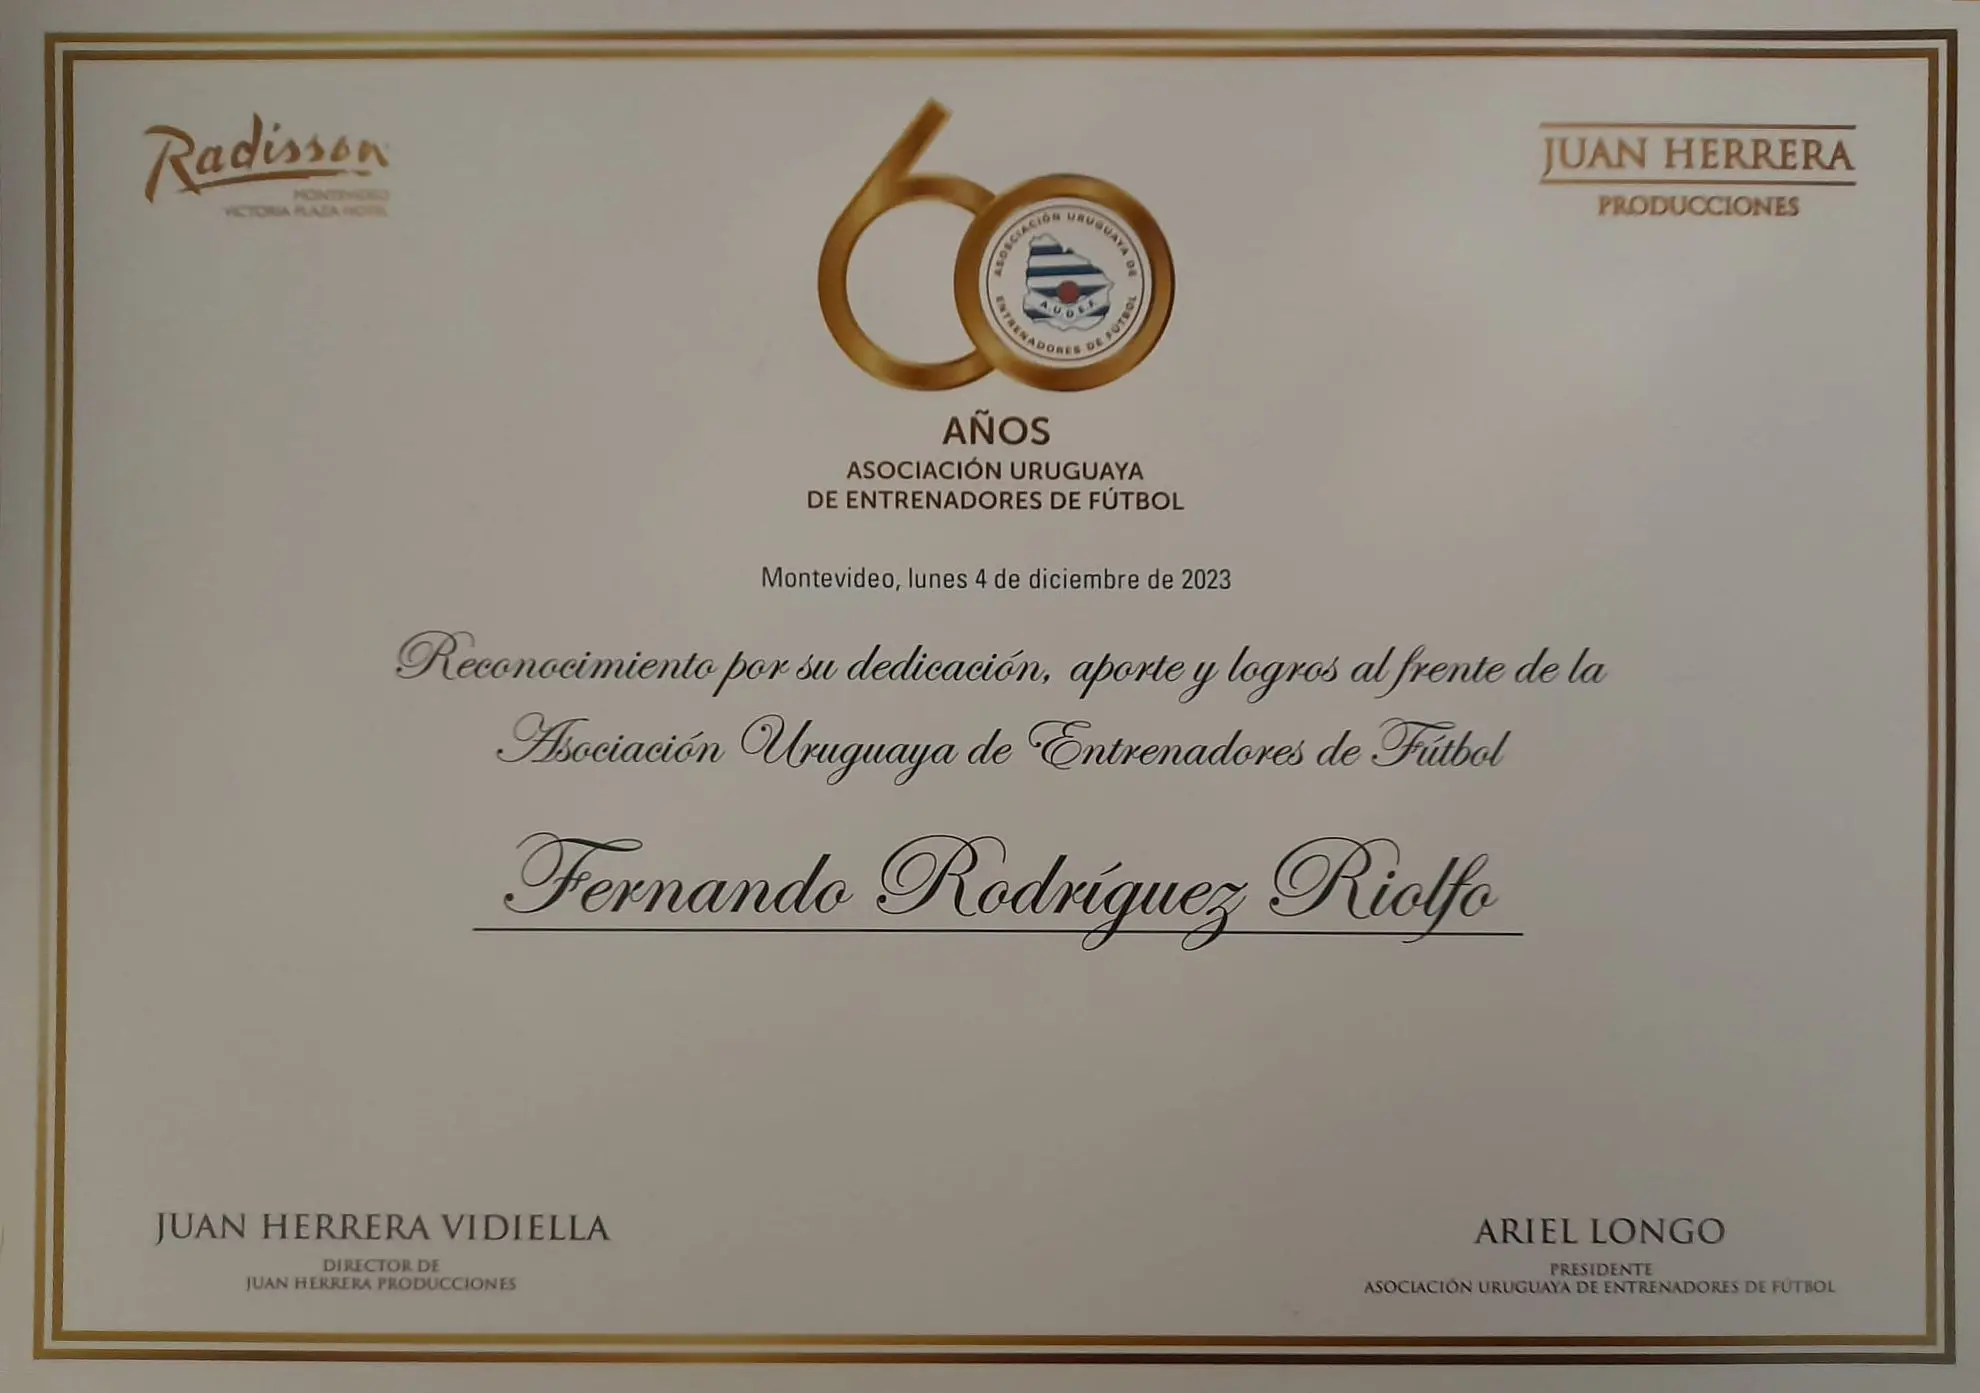 Radisson
MONTEVIDEO
VICTORIA PLAZA HOTEL
60
ASOCIACIÓN URUGUAYA DE
ENTRENADORES DE FÚTBOL
A.U.D.E.F.
JUAN HERRERA
PRODUCCIONES
AÑOS
ASOCIACIÓN URUGUAYA
DE ENTRENADORES DE FÚTBOL
Montevideo, lunes 4 de diciembre de 2023
Reconocimiento por su dedicación, aporte y logros al frente de la
Asociación Uruguaya de Entrenadores de Fútbol
Fernando Rodríguez Riolfo
JUAN HERRERA VIDIELLA
DIRECTOR DE
JUAN HERRERA PRODUCCIONES
ARIEL LONGO
PRESIDENTE
ASOCIACIÓN URUGUAYA DE ENTRENADORES DE FÚTBOL